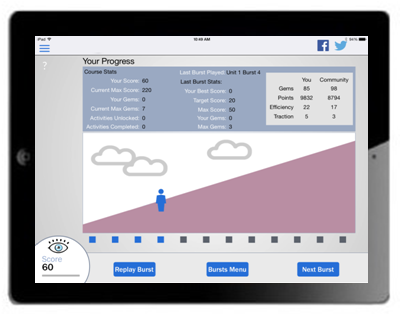 iPad
10:45 AM
94%
?
Your Progress
Course Stats
Your Score: 60
Current Max Score: 220
Your Gems: 0
Current Max Gems: 7
Activities Unlocked: 0
Activities Completed: 0
Last Burst Played: Unit 1 Burst 4
Last Burst Stats:
Your Best Score: 0
Target Score: 20
Max Score: 50
Your Gems: 0
Max Gems: 3
You Community
Gems 85 98
Points 9832 8794
Efficiency 22 17
Traction 5 3
Score
60
Replay Burst
Bursts Menu
Next Burst